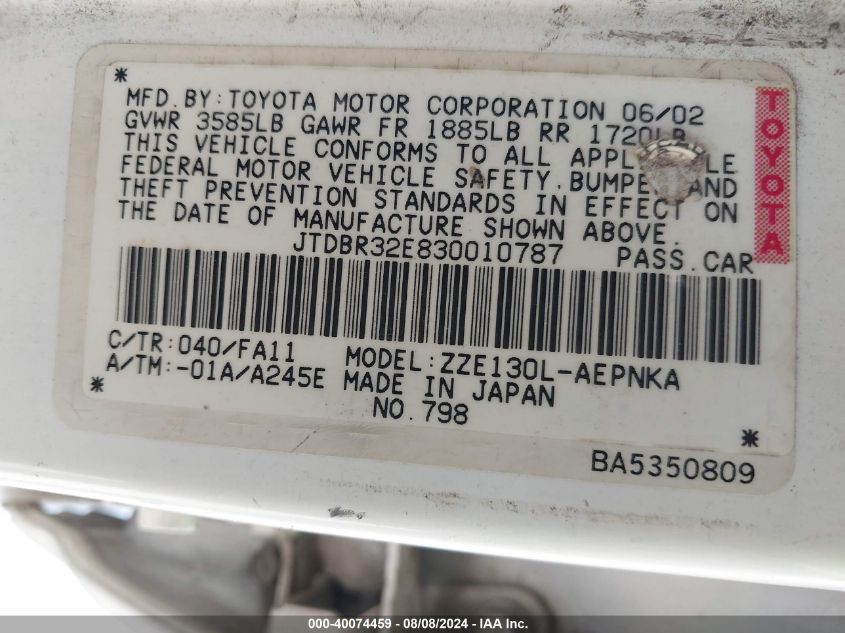 *
MFD.BY:TOYOTA MOTOR CORPORATION 06/02
GVWR 3585LB GAWR FR 1885LB RR 1720LB
THIS VEHICLE CONFORMS TO ALL
FEDERAL MOTOR VEHICLE SAFETY.BUMPER AND
THEFT PREVENTION STANDARDS IN EFFECT ON
THE DATE OF MANUFACTURE SHOWN ABOVE.
JTDBR32E830010787 PASS.CAR
TOYOTA
C/TR:040/FA11 MODEL:ZZE130L-AEPNKA
A/TM:-01A/A245E MADE IN JAPAN
* NO.798 *
BA5350809
000-40074459 - 08/08/2024 - IAA Inc.